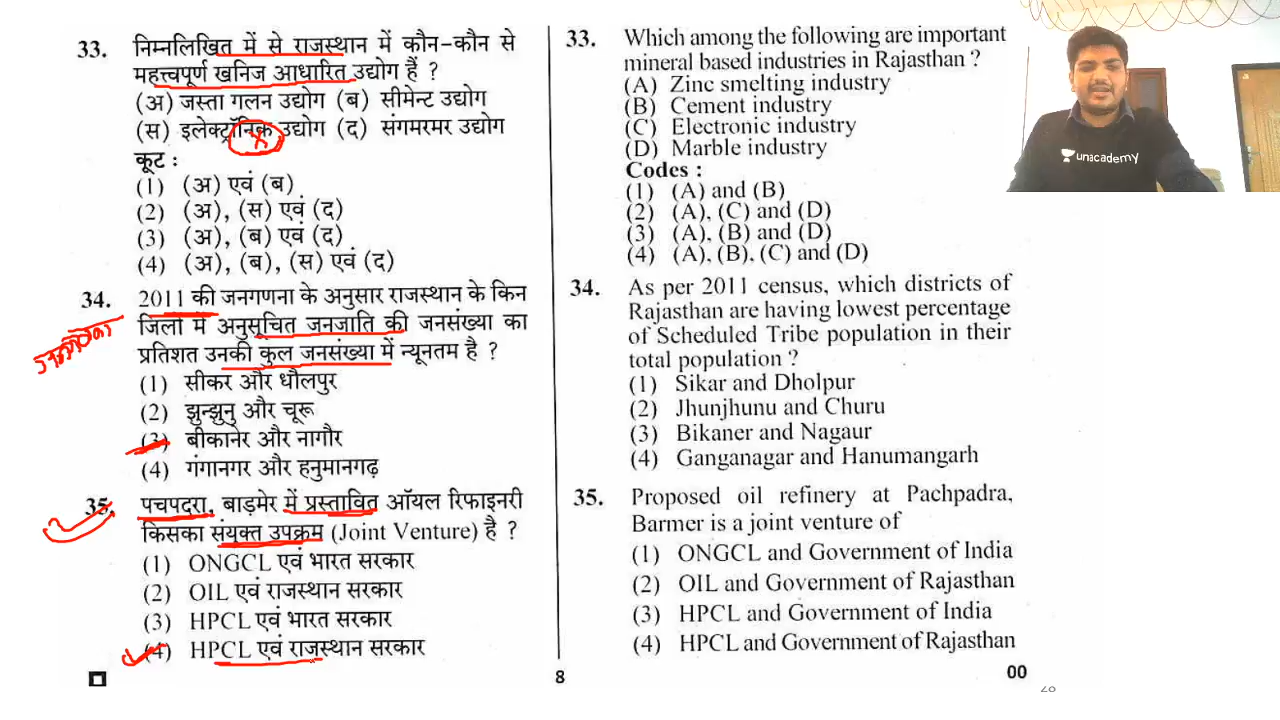 33. निम्नलिखित में से राजस्थान में कौन-कौन से
महत्त्वपूर्ण खनिज आधारित उद्योग हैं ?
(अ) जस्ता गलन उद्योग (ब) सीमेन्ट उद्योग
(स) इलेक्ट्रॉनिक उद्योग (द) संगमरमर उद्योग
कूट :
(1) (अ) एवं (ब)
(2) (अ), (स) एवं (द)
(3) (अ), (ब) एवं (द)
(4) (अ), (ब), (स) एवं (द)
34. 2011 की जनगणना के अनुसार राजस्थान के किन
जिलों में अनुसूचित जनजाति की जनसंख्या का
प्रतिशत उनकी कुल जनसंख्या में न्यूनतम है ?
(1) सीकर और धौलपुर
(2) झुन्झुनु और चूरू
(3) बीकानेर और नागौर
(4) गंगानगर और हनुमानगढ़
35. पचपदरा, बाड़मेर में प्रस्तावित ऑयल रिफाइनरी
किसका संयुक्त उपक्रम (Joint Venture) है ?
(1) ONGCL एवं भारत सरकार
(2) OIL एवं राजस्थान सरकार
(3) HPCL एवं भारत सरकार
(4) HPCL एवं राजस्थान सरकार
33. Which among the following are important
mineral based industries in Rajasthan ?
(A) Zinc smelting industry
(B) Cement industry
(C) Electronic industry
(D) Marble industry
Codes :
(1) (A) and (B)
(2) (A), (C) and (D)
(3) (A), (B) and (D)
(4) (A), (B), (C) and (D)
34. As per 2011 census, which districts of
Rajasthan are having lowest percentage
of Scheduled Tribe population in their
total population ?
(1) Sikar and Dholpur
(2) Jhunjhunu and Churu
(3) Bikaner and Nagaur
(4) Ganganagar and Hanumangarh
35. Proposed oil refinery at Pachpadra,
Barmer is a joint venture of
(1) ONGCL and Government of India
(2) OIL and Government of Rajasthan
(3) HPCL and Government of India
(4) HPCL and Government of Rajasthan
8
00
unacademy